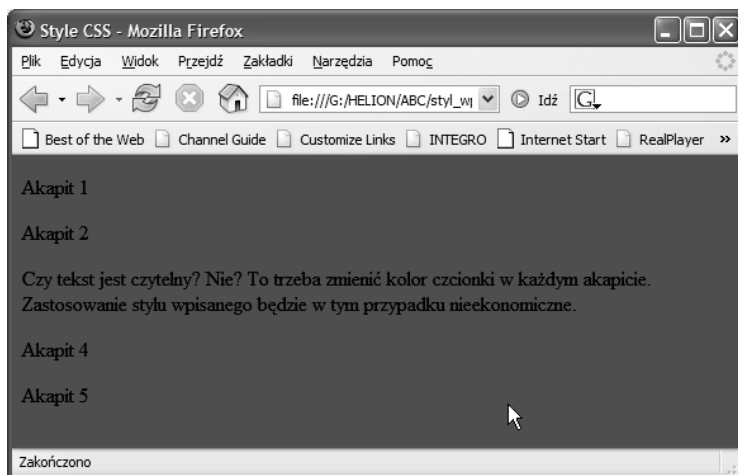 Style CSS - Mozilla Firefox
Plik Edycja Widok Przejdź Zakładki Narzędzia Pomoc
file:///G:/HELION/ABC/styl_wp Idź G
Best of the Web Channel Guide Customize Links INTEGRO Internet Start RealPlayer »
Akapit 1
Akapit 2
Czy tekst jest czytelny? Nie? To trzeba zmienić kolor czcionki w każdym akapicie.
Zastosowanie stylu wpisanego będzie w tym przypadku nieekonomiczne.
Akapit 4
Akapit 5
Zakończono